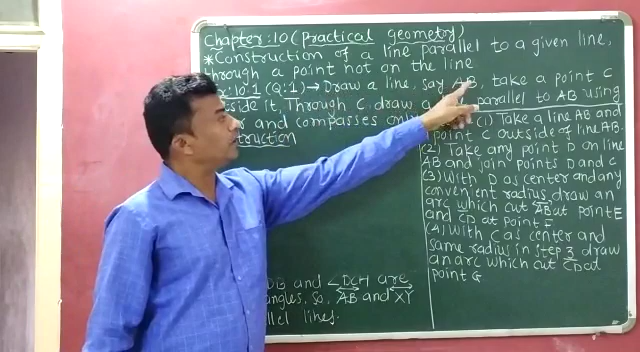 Chapter:10 (Practical geometry)
*Construction of a line parallel to a given line,
through a point not on the line
:10.1 (Q:1) → Draw a line, say AB, take a point C
side it, Through C draw a parallel to AB using
and compasses
truction
(1) Take a line AB and
point C outside of line AB.
(2) Take any point D on line
AB and join points D and C
(3) With D as center and any
convenient radius draw an
arc which cut AB at point E
and CD at point F
(4) With C as center and
same radius in step 3 draw
an arc which cut CD at
point G
and ∠DCH are
angles, so, AB and XY
lines.